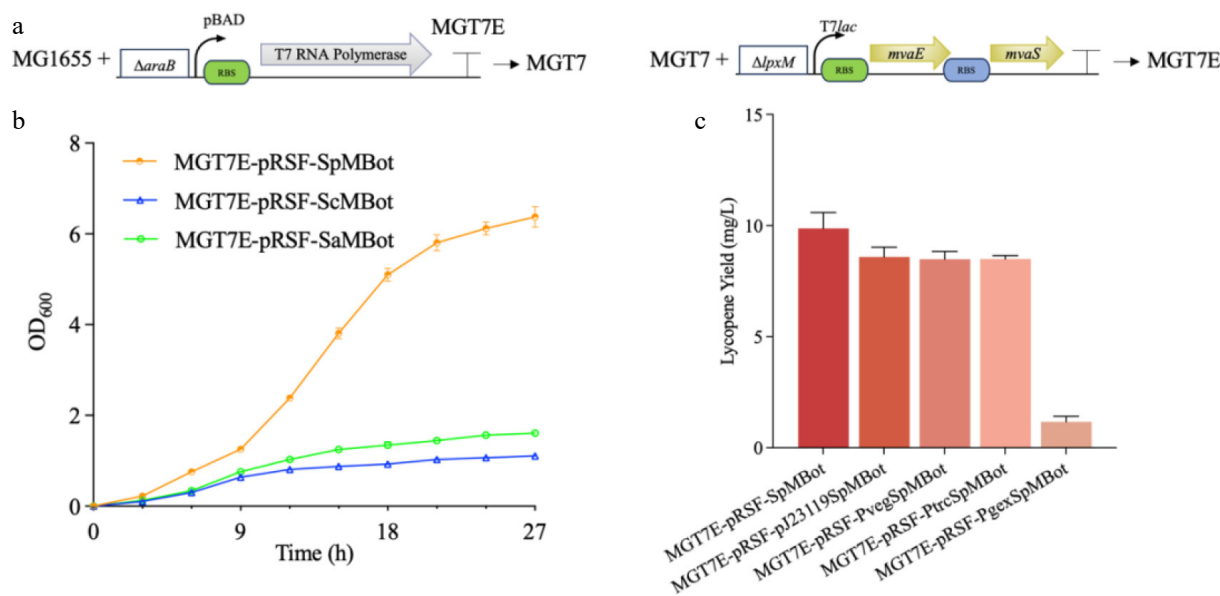 a
pBAD
MGT7E
T7 RNA Polymerase
MG1655 +
ΔaraB
RBS
MGT7
T7lac
MGT7 +
ΔlpxM
mvaE
mvaS
RBS
RBS
MGT7E
b
8
6
4
2
0
OD600
MGT7E-pRSF-SpMBot
MGT7E-pRSF-ScMBot
MGT7E-pRSF-SaMBot
0
9
18
27
Time (h)
c
15
10
5
0
Lycopene Yield (mg/L)
MGT7E-pRSF-SpMBot
MGT7E-pRSF-pJ23119SpMBot
MGT7E-pRSF-PvegSpMBot
MGT7E-pRSF-PtrcSpMBot
MGT7E-pRSF-PgexSpMBot